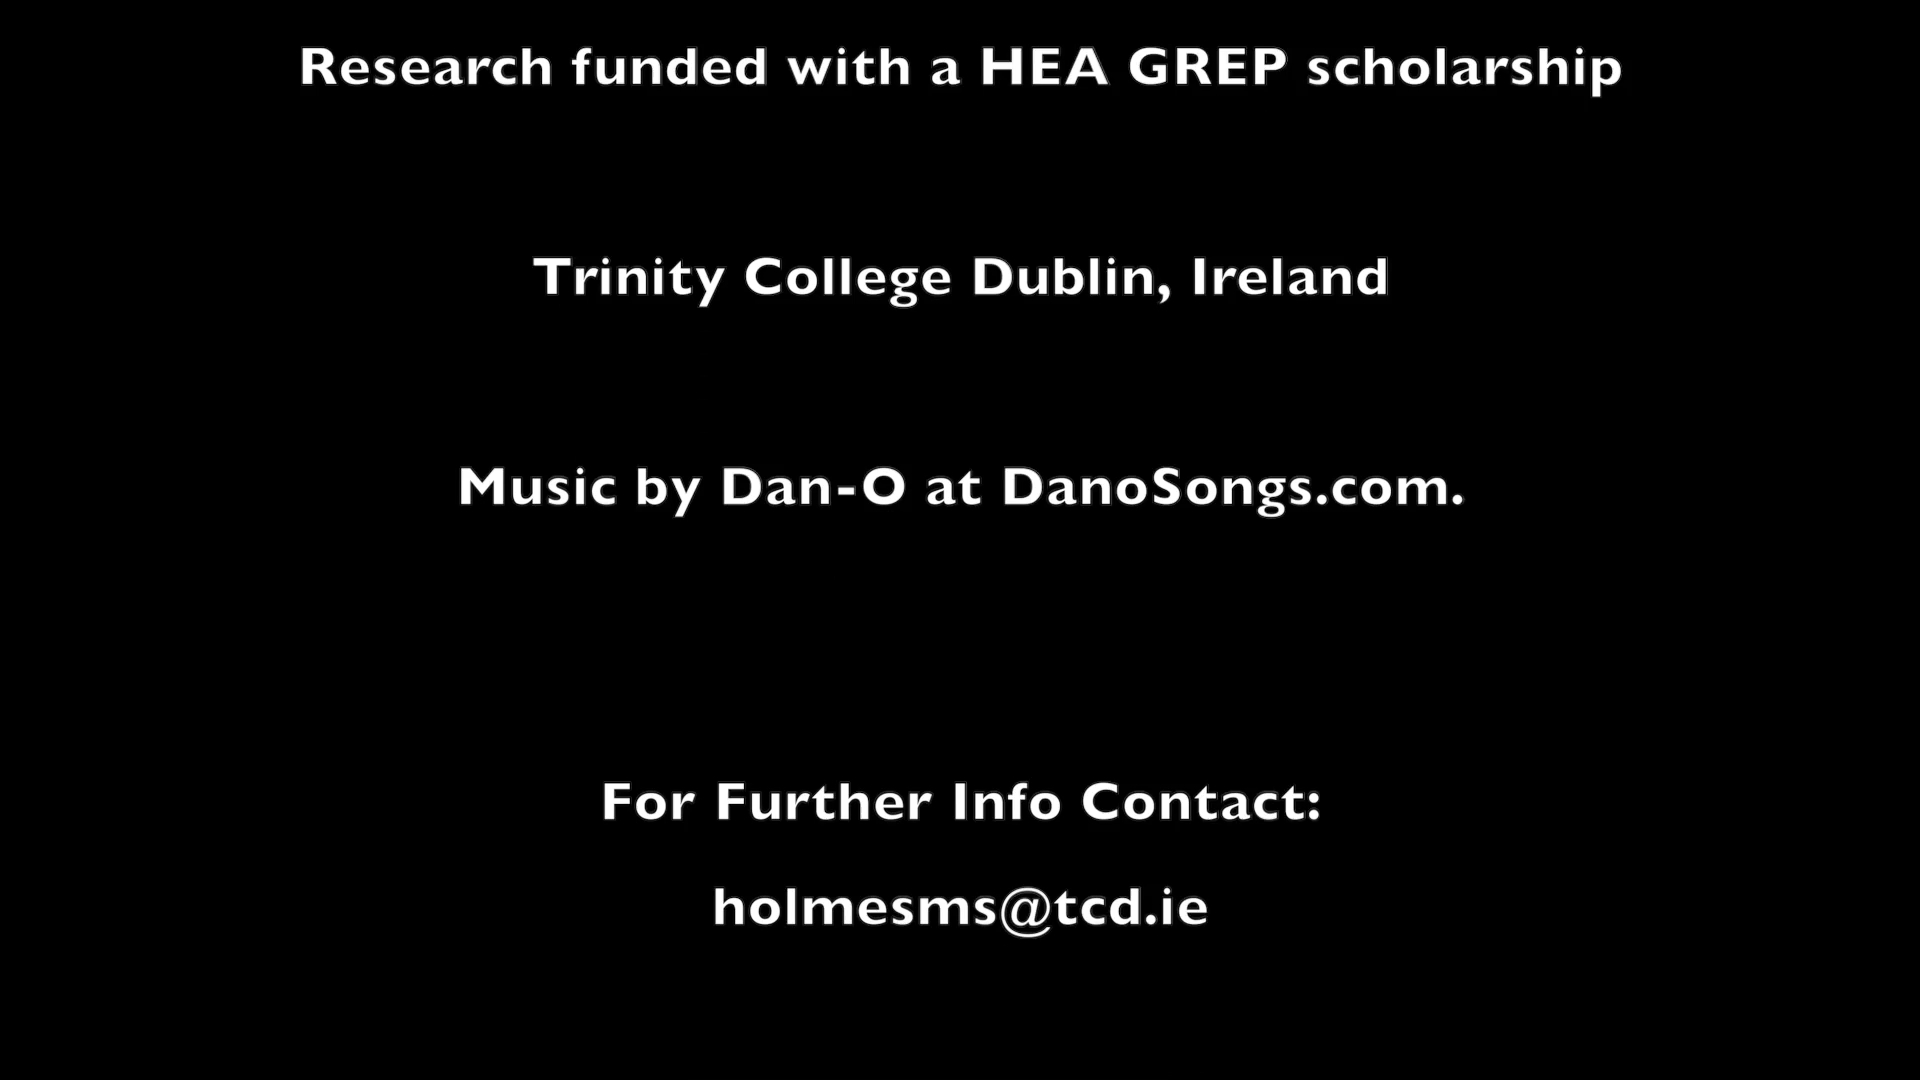 Research funded with a HEA GREP scholarship
Trinity College Dublin, Ireland
Music by Dan-O at DanoSongs.com.
For Further Info Contact:
holmesms@tcd.ie